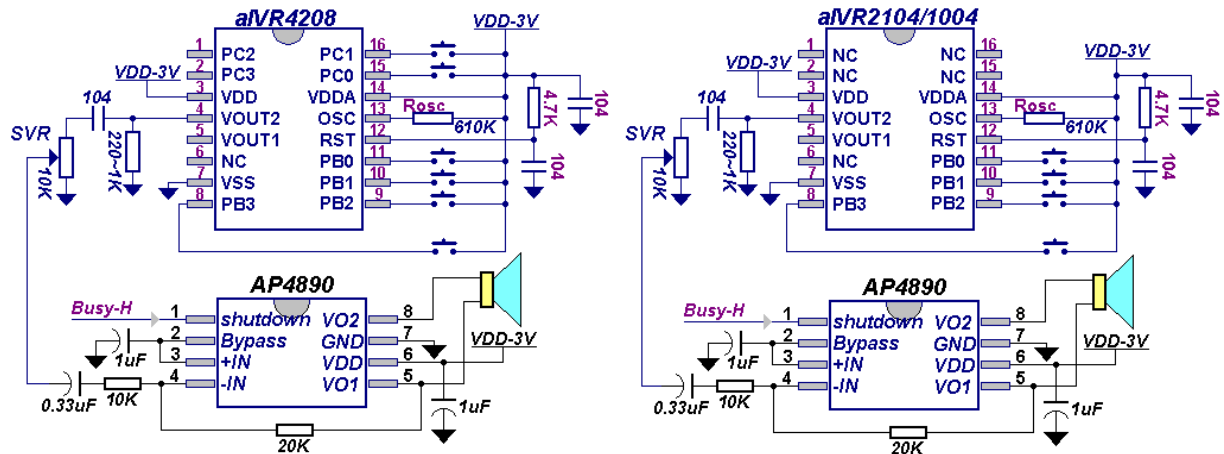 aIVR4208
VDD-3V
1 PC2 PC1 16
2 PC3 PC0 15
VDD-3V
3 VDD VDDA 14
4 VOUT2 OSC 13
5 VOUT1 RST 12
6 NC PB0 11
7 VSS PB1 10
8 PB3 PB2 9
Rosc
610K
4.7K
104
104
104
SVR
10K
220~1K
AP4890
Busy-H
1 shutdown VO2 8
2 Bypass GND 7
3 +IN VDD 6
4 -IN VO1 5
VDD-3V
1uF
0.33uF
10K
1uF
20K
aIVR2104/1004
VDD-3V
1 NC NC 16
2 NC NC 15
VDD-3V
3 VDD VDDA 14
4 VOUT2 OSC 13
5 VOUT1 RST 12
6 NC PB0 11
7 VSS PB1 10
8 PB3 PB2 9
Rosc
610K
4.7K
104
104
104
SVR
10K
220~1K
AP4890
Busy-H
1 shutdown VO2 8
2 Bypass GND 7
3 +IN VDD 6
4 -IN VO1 5
VDD-3V
1uF
0.33uF
10K
1uF
20K